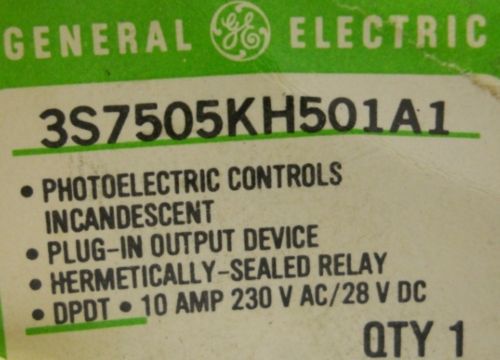 GENERAL GE ELECTRIC
3S7505KH501A1
• PHOTOELECTRIC CONTROLS
INCANDESCENT
• PLUG-IN OUTPUT DEVICE
• HERMETICALLY-SEALED RELAY
• DPDT • 10 AMP 230 V AC/28 V DC
QTY 1